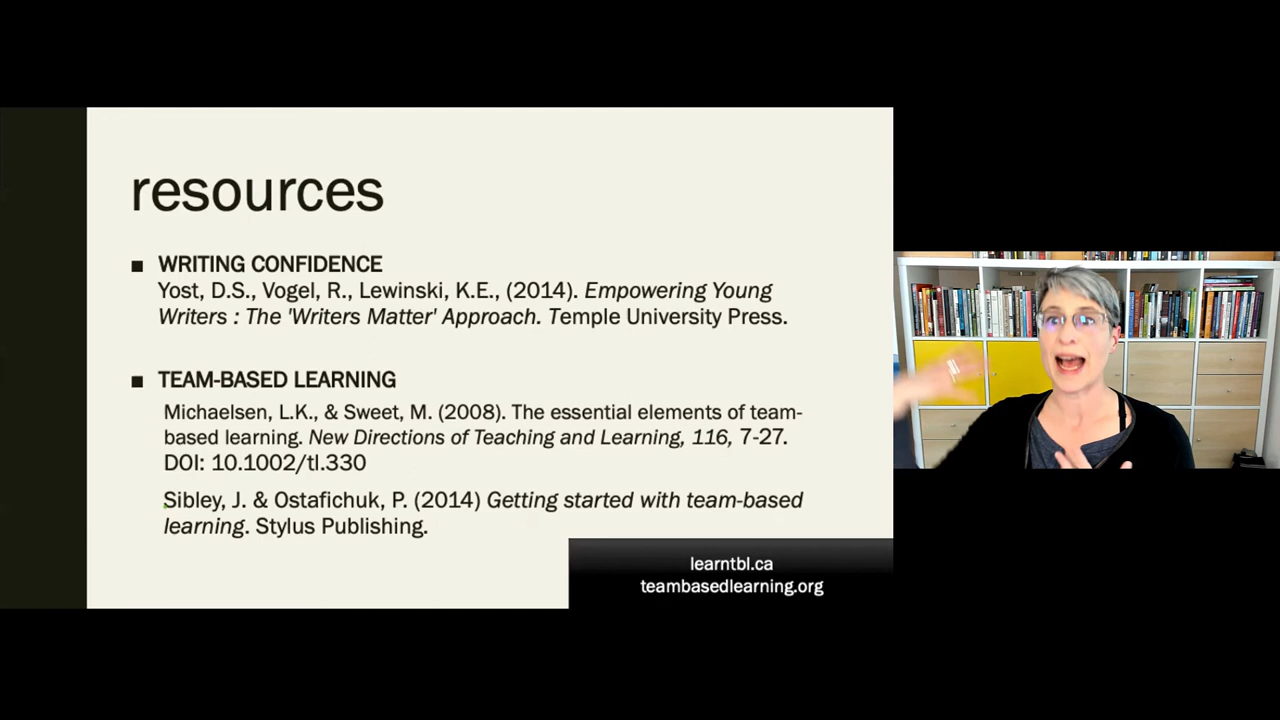 resources
■ WRITING CONFIDENCE
Yost, D.S., Vogel, R., Lewinski, K.E., (2014). Empowering Young
Writers : The 'Writers Matter' Approach. Temple University Press.
■ TEAM-BASED LEARNING
Michaelsen, L.K., & Sweet, M. (2008). The essential elements of team-
based learning. New Directions of Teaching and Learning, 116, 7-27.
DOI: 10.1002/tl.330
Sibley, J. & Ostafichuk, P. (2014) Getting started with team-based
learning. Stylus Publishing.
learntbl.ca
teambasedlearning.org